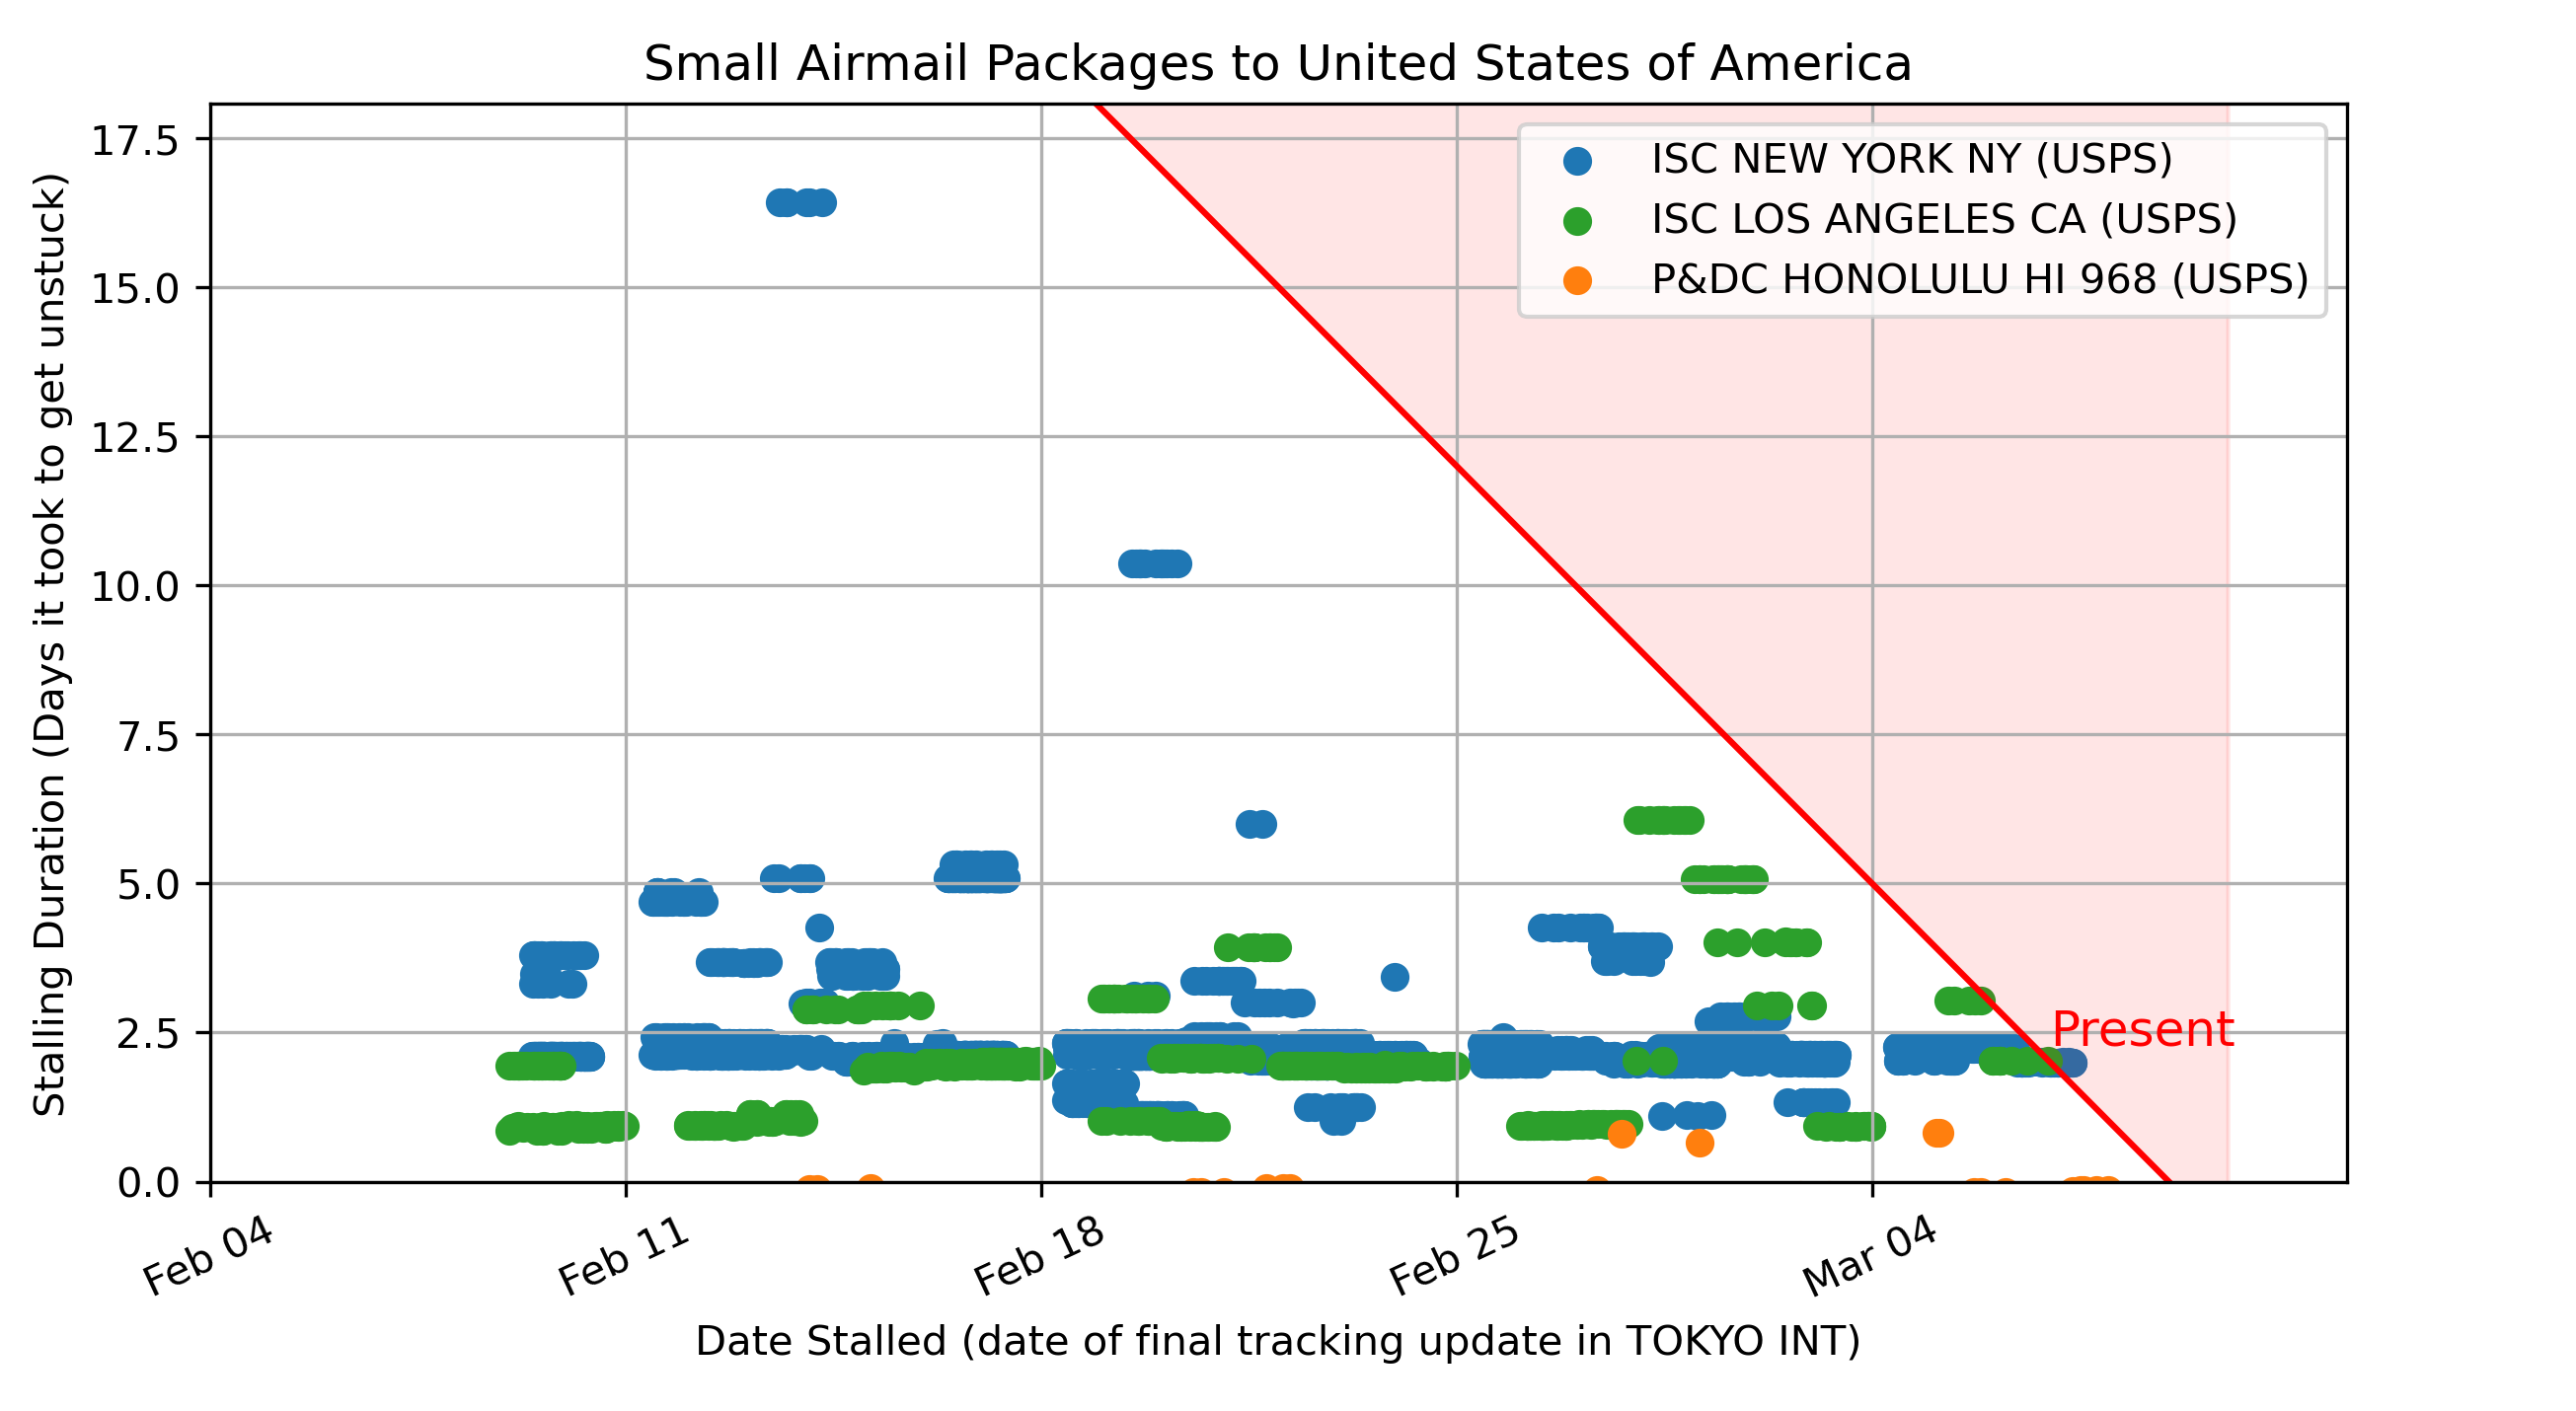 Small Airmail Packages to United States of America
Stalling Duration (Days it took to get unstuck)
17.5
15.0
12.5
10.0
7.5
5.0
2.5
0.0
ISC NEW YORK NY (USPS)
ISC LOS ANGELES CA (USPS)
P&DC HONOLULU HI 968 (USPS)
Present
Feb 04
Feb 11
Feb 18
Feb 25
Mar 04
Date Stalled (date of final tracking update in TOKYO INT)